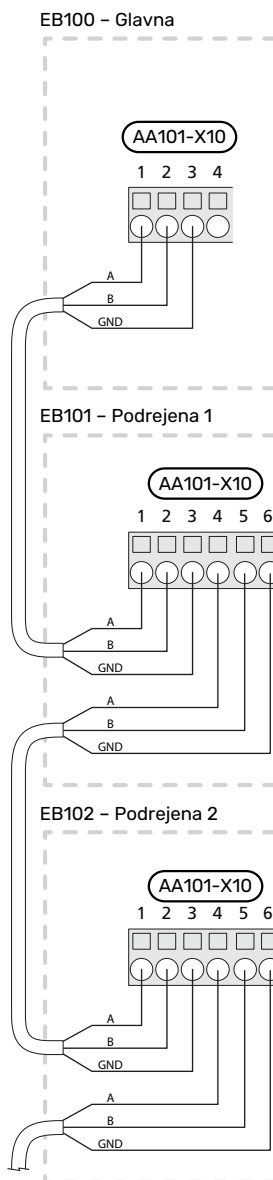 EB100 – Glavna
AA101-X10
1 2 3 4
A
B
GND
EB101 – Podrejena 1
AA101-X10
1 2 3 4 5 6
A
B
GND
A
B
GND
EB102 – Podrejena 2
AA101-X10
1 2 3 4 5 6
A
B
GND
A
B
GND